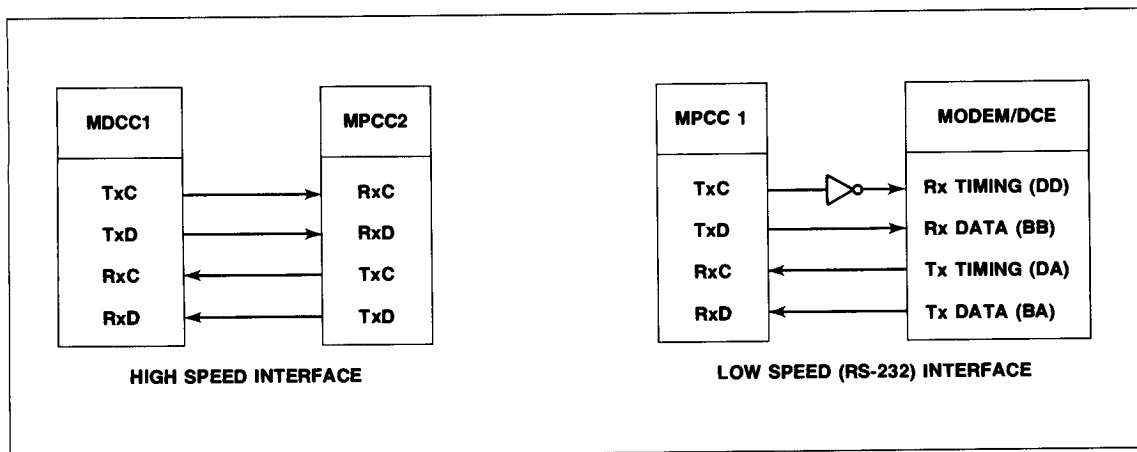 MDCC1
TxC
TxD
RxC
RxD
MPCC2
RxC
RxD
TxC
TxD
HIGH SPEED INTERFACE
MPCC 1
TxC
TxD
RxC
RxD
MODEM/DCE
Rx TIMING (DD)
Rx DATA (BB)
Tx TIMING (DA)
Tx DATA (BA)
LOW SPEED (RS-232) INTERFACE